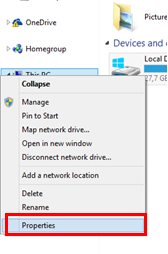 OneDrive
Picture
Homegroup
Devices and
This PC
Local D
27,7 GB
Collapse
Manage
Pin to Start
Map network drive...
Open in new window
Disconnect network drive...
Add a network location
Delete
Rename
Properties